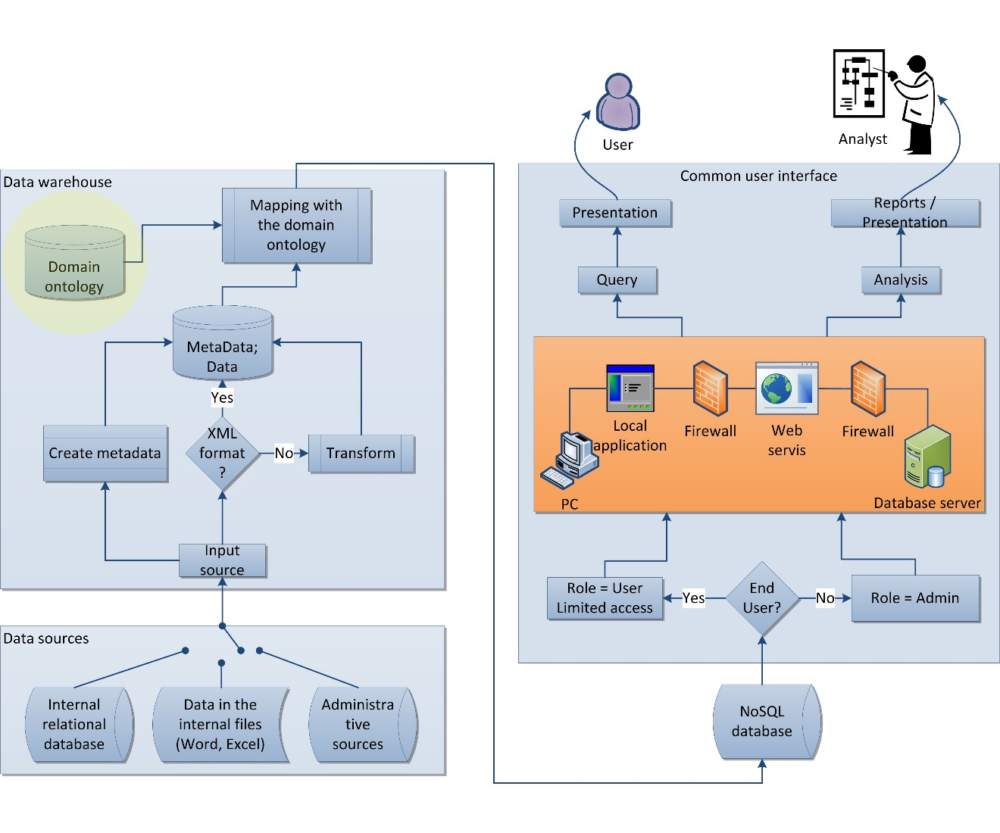 Data warehouse
Domain
ontology
Mapping with
the domain
ontology
MetaData;
Data
Yes
Create metadata
XML
format
?
No
Transform
Input
source
Data sources
Internal
relational
database
Data in the
internal files
(Word, Excel)
Administra
tive
sources
User
Analyst
Common user interface
Presentation
Reports /
Presentation
Query
Analysis
Local
application
Firewall
Web
servis
Firewall
PC
Database server
Role = User
Limited access
Yes
End
User?
No
Role = Admin
NoSQL
database